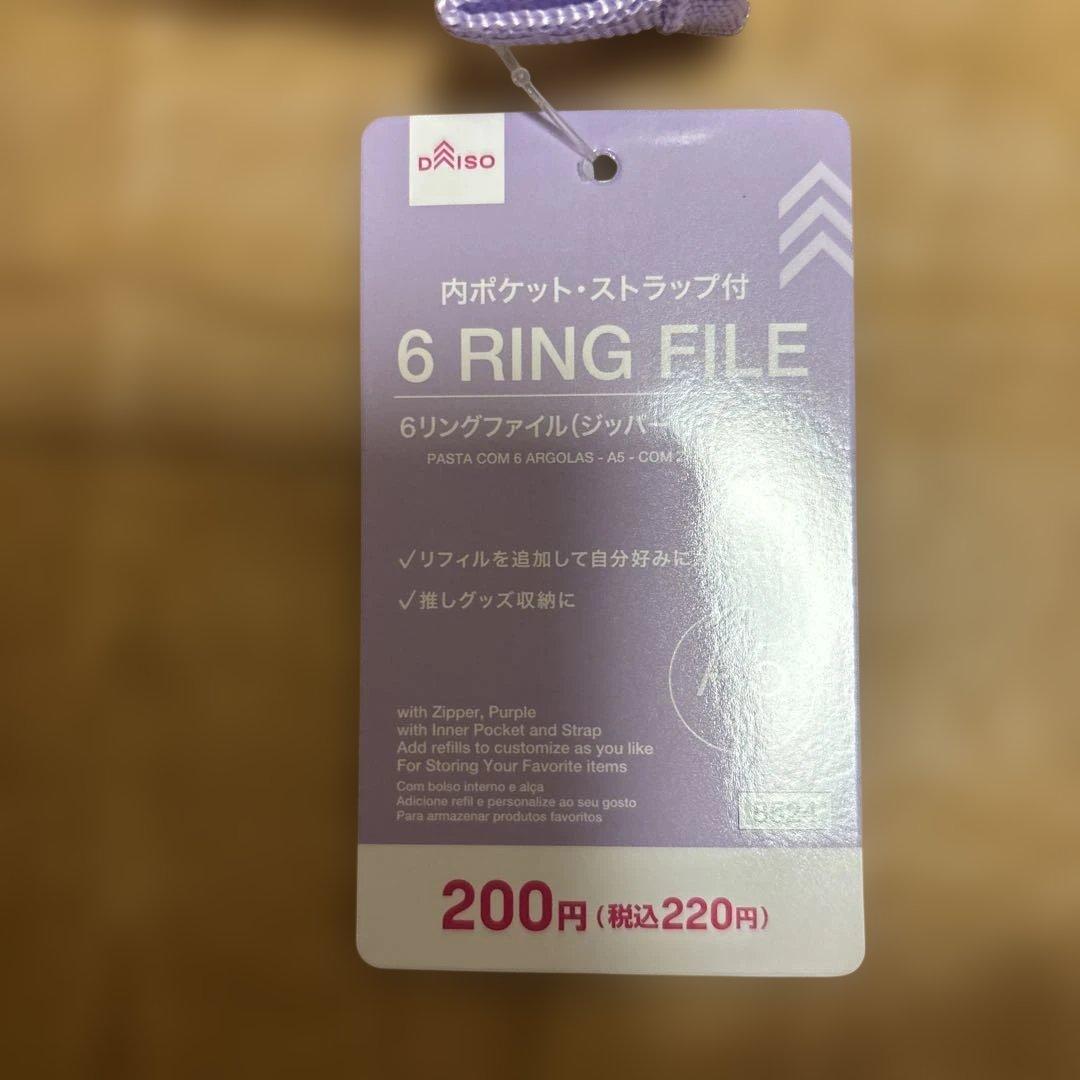 DAISO
内ポケット・ストラップ付
6 RING FILE
6リングファイル(ジッパー
PASTA COM 6 ARGOLAS - A5 - COM
✓リフィルを追加して自分好みに
✓推しグッズ収納に
A5
with Zipper, Purple
with Inner Pocket and Strap
Add refills to customize as you like
For Storing Your Favorite items
Com bolso interno e alça
Adicione refil e personalize ao seu gosto
Para armazenar produtos favoritos
200円(税込220円)